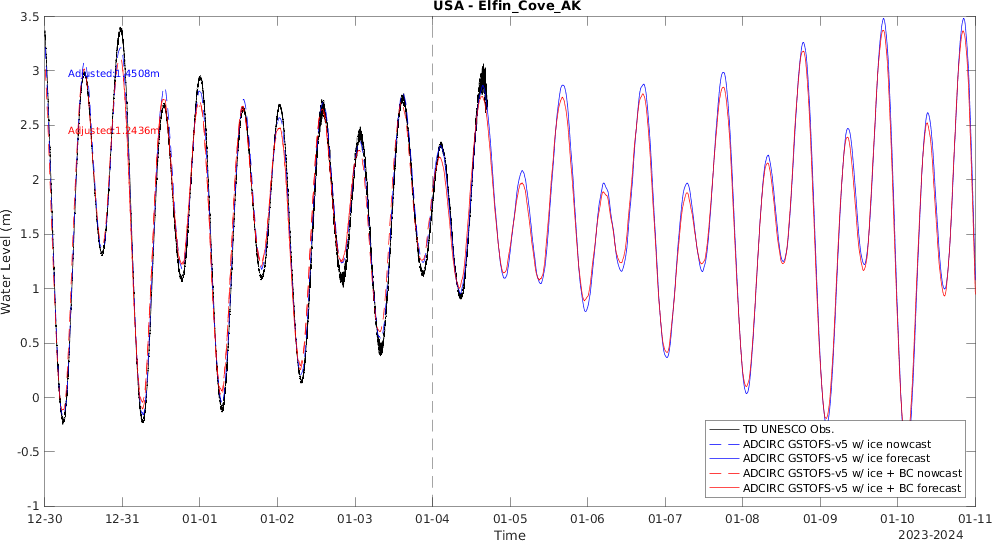 USA - Elfin_Cove_AK
3.5
3
2.5
2
1.5
1
0.5
0
-0.5
-1
Water Level (m)
Adjusted:1.4508m
Adjusted:1.2436m
TD UNESCO Obs.
ADCIRC GSTOFS-v5 w/ ice nowcast
ADCIRC GSTOFS-v5 w/ ice forecast
ADCIRC GSTOFS-v5 w/ ice + BC nowcast
ADCIRC GSTOFS-v5 w/ ice + BC forecast
12-30 12-31 01-01 01-02 01-03 01-04 01-05 01-06 01-07 01-08 01-09 01-10 01-11
Time
2023-2024